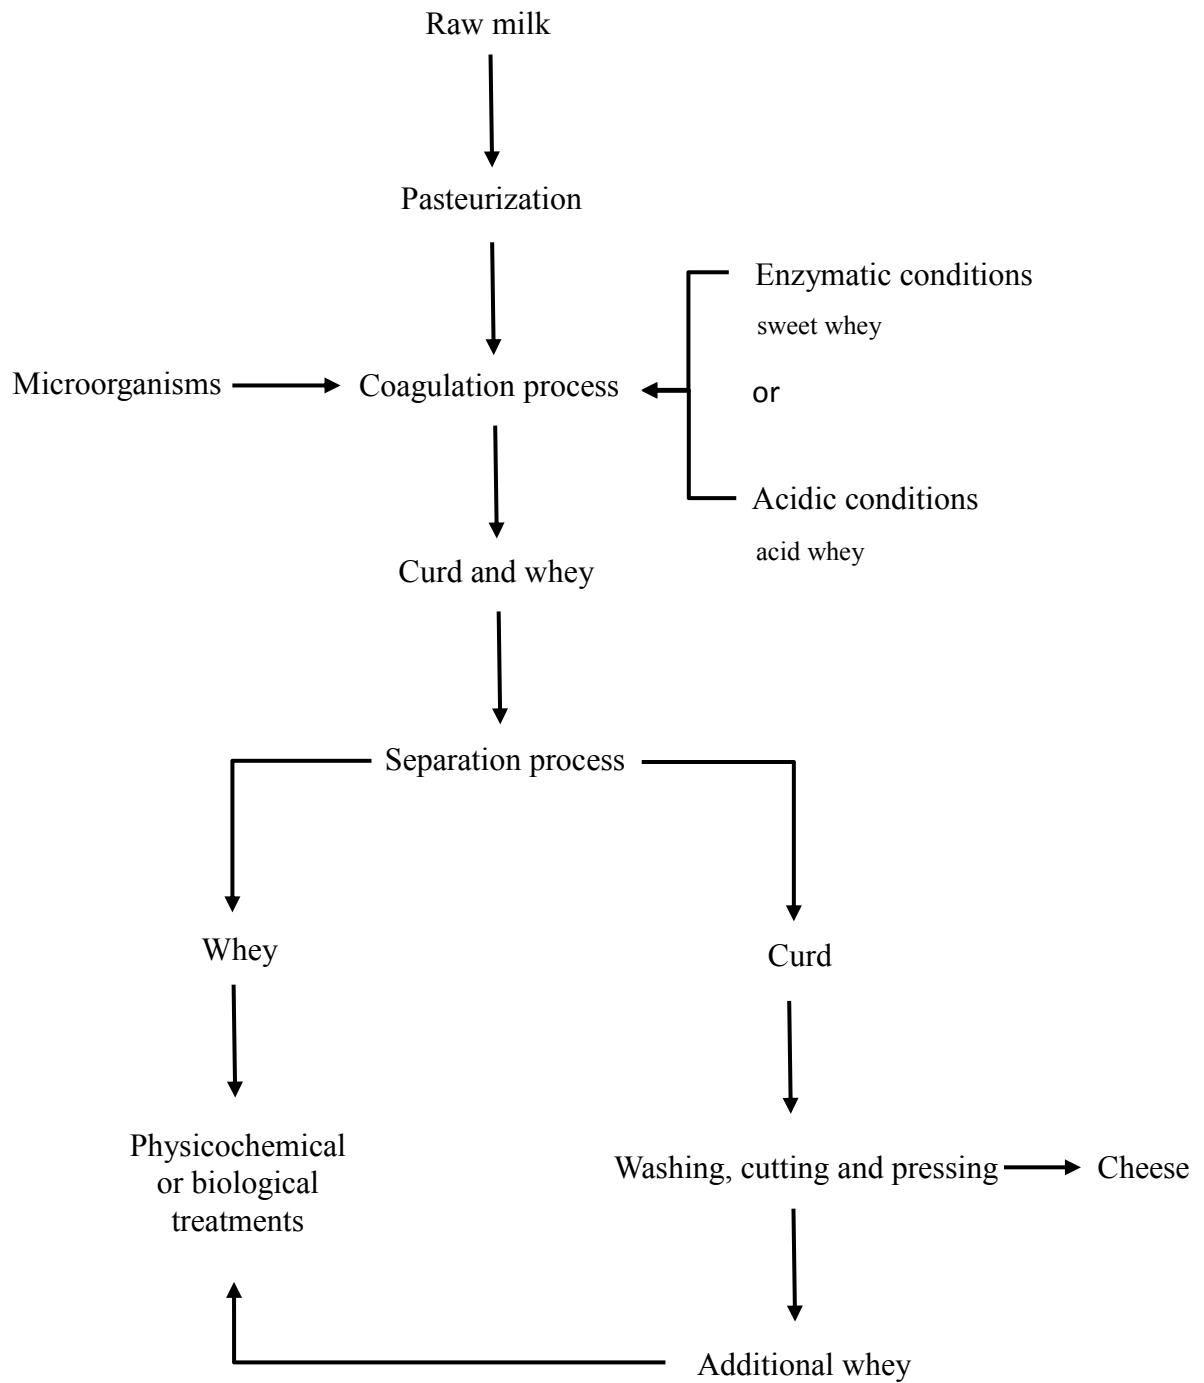 Raw milk
Pasteurization
Enzymatic conditions
sweet whey
Microorganisms
Coagulation process
or
Acidic conditions
acid whey
Curd and whey
Separation process
Whey
Curd
Physicochemical
or biological
treatments
Washing, cutting and pressing
Cheese
Additional whey